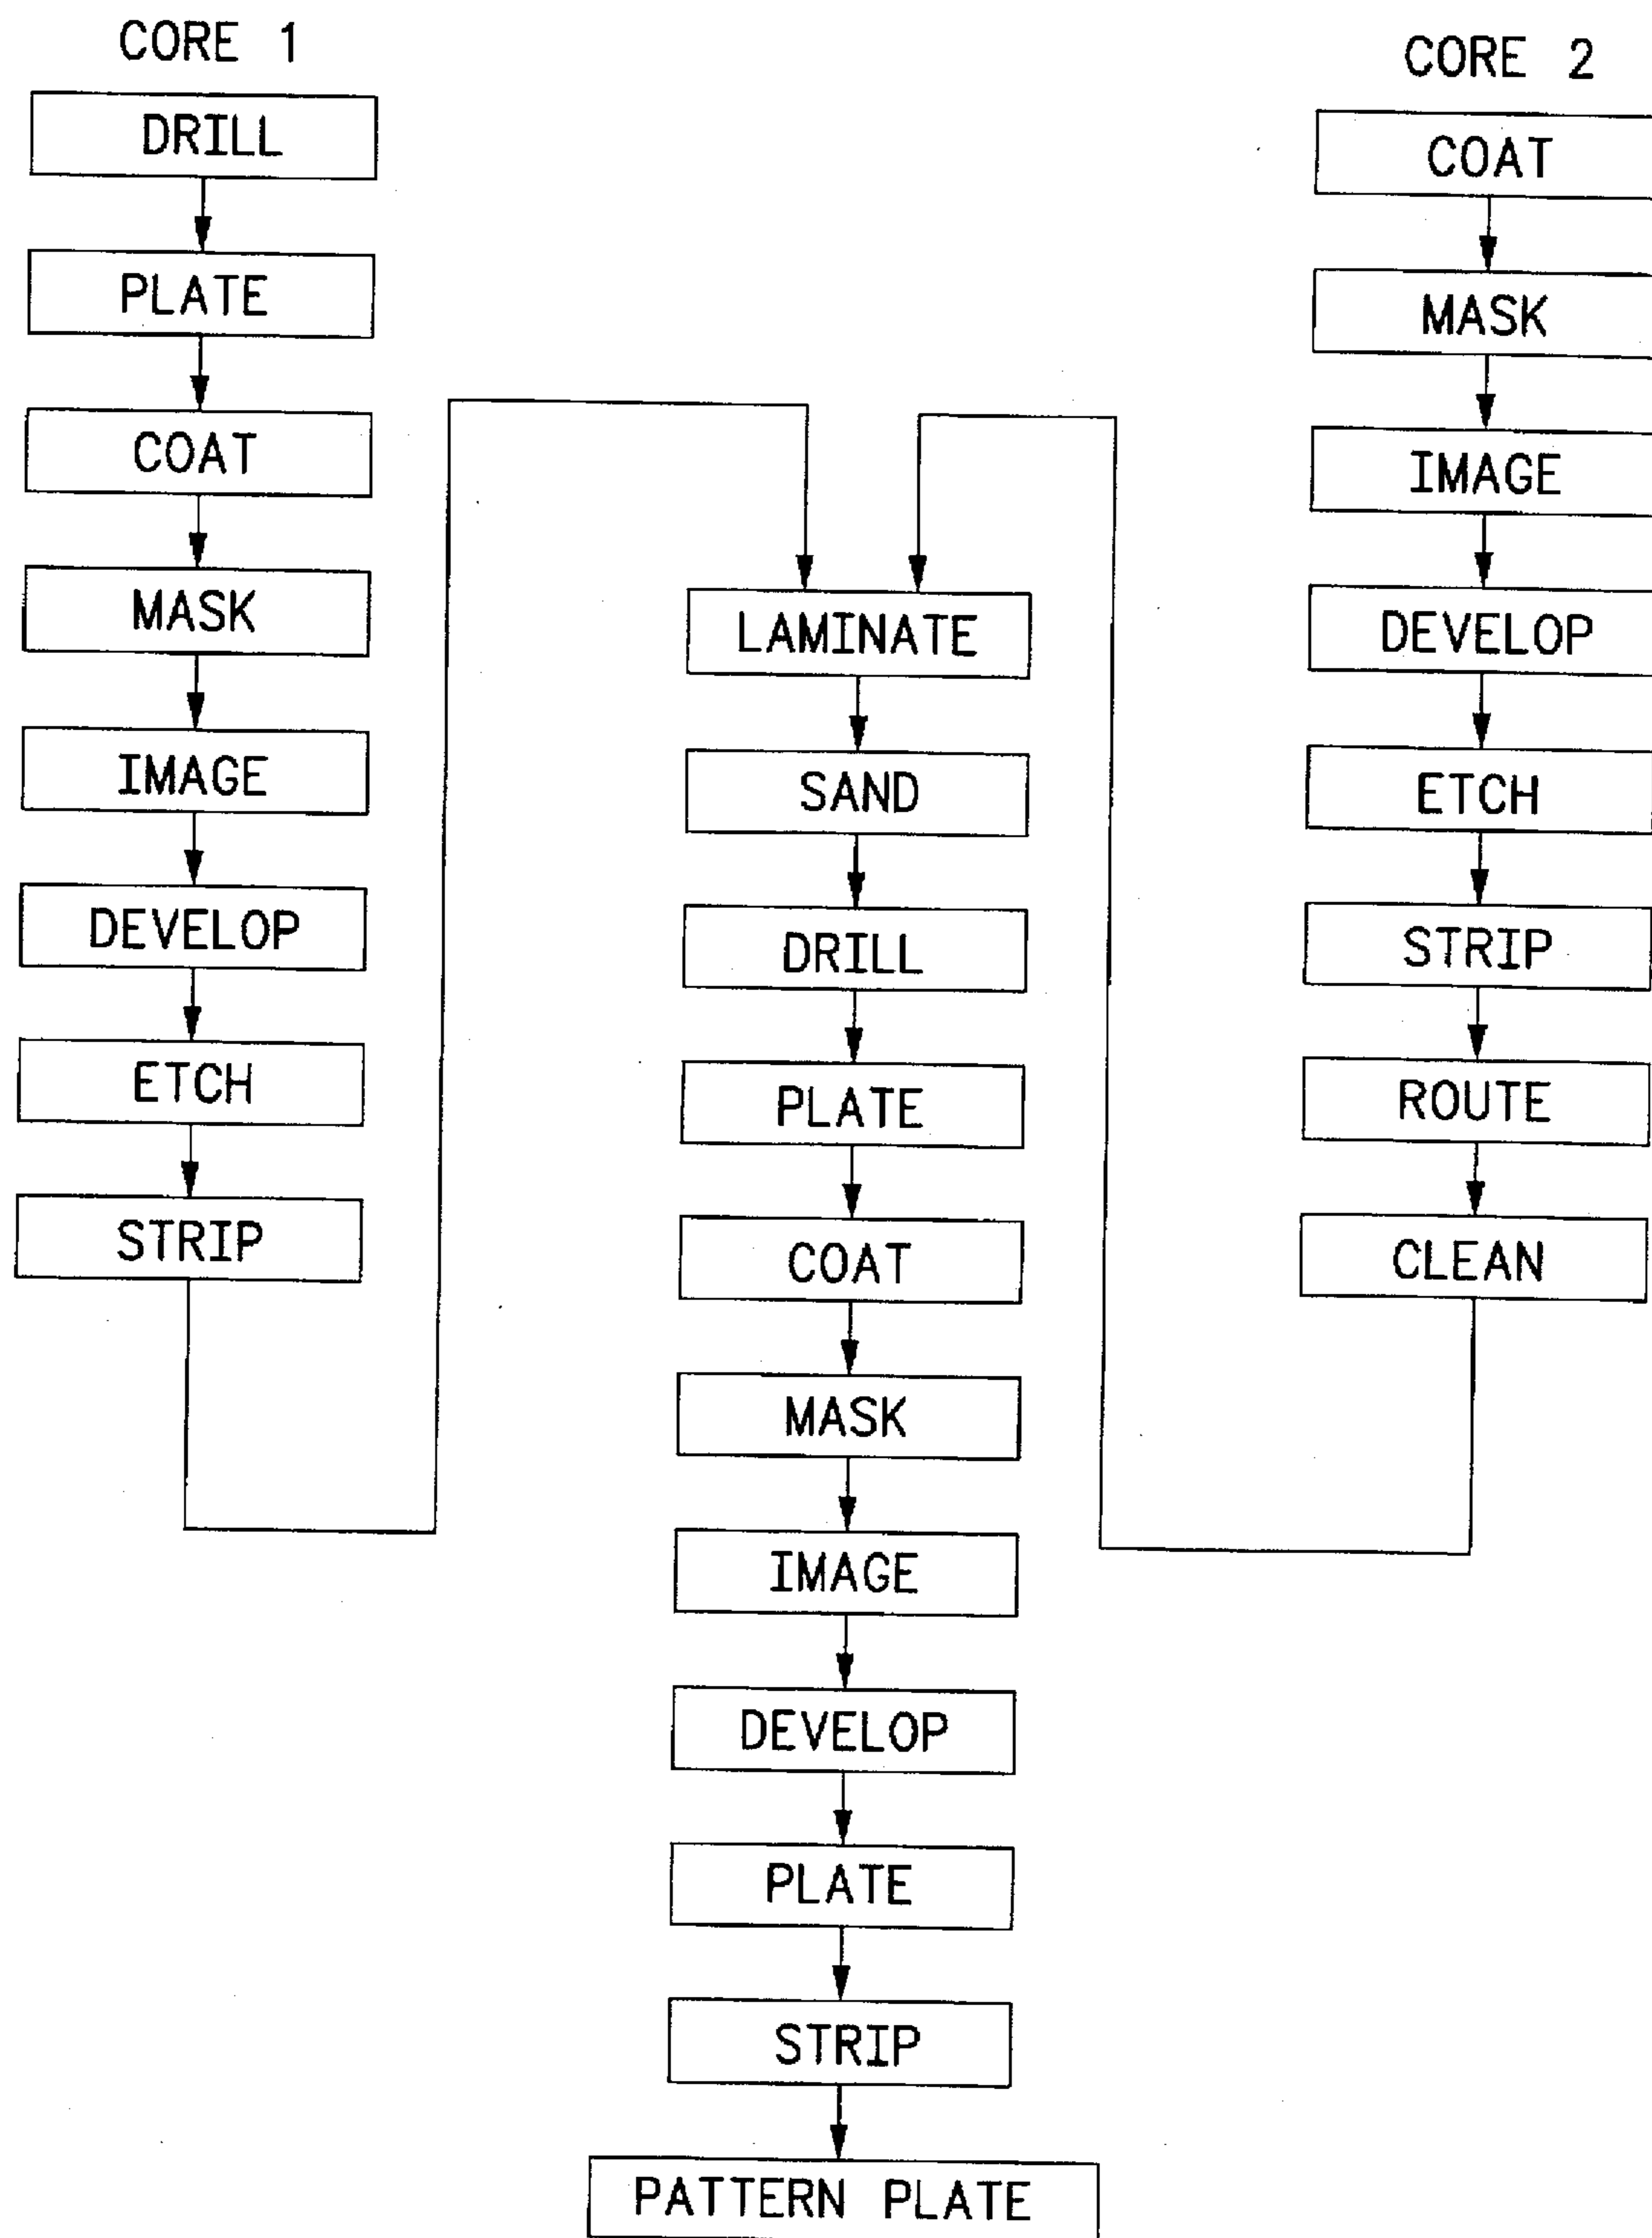 CORE 1
DRILL
PLATE
COAT
MASK
IMAGE
DEVELOP
ETCH
STRIP
LAMINATE
SAND
DRILL
PLATE
COAT
MASK
IMAGE
DEVELOP
PLATE
STRIP
PATTERN PLATE
CORE 2
COAT
MASK
IMAGE
DEVELOP
ETCH
STRIP
ROUTE
CLEAN